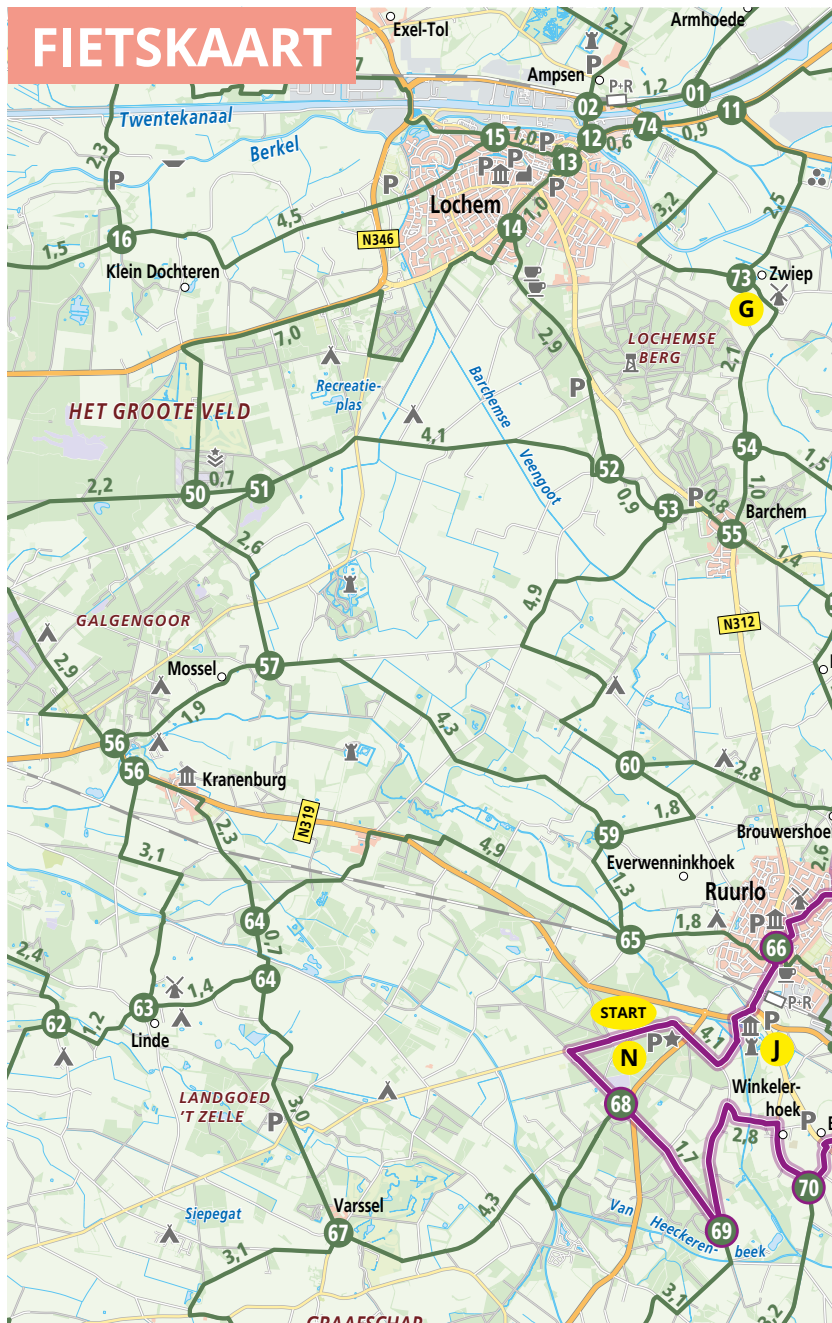 FIETSKAART
Exel-Tol
2,7
Armhoede
Ampsen
P
P+R
1,2
01
02
11
7
Twentekanaal
Berkel
2,3
P
15
1,0
12
0,6
74
0,9
P
P
P
13
P
P
Lochem
1,0
14
3,2
2,5
4,5
16
1,5
N346
Klein Dochteren
73
Zwiep
G
7,0
2,9
LOCHEMSE
BERG
2,1
Recreatie-
plas
Barchemse
Veengoot
P
HET GROOTE VELD
4,1
54
1,5
2,2
50
0,7
51
52
0,9
53
P
0,8
1,0
Barchem
55
1,4
2,6
4,9
N312
GALGENGOOR
2,9
Mossel
57
1,9
4,3
56
56
Kranenburg
60
2,8
1,8
N319
2,3
59
Brouwershoe
2,6
3,1
4,9
Everwenninkhoek
1,3
Ruurlo
64
0,7
65
1,8
P
66
2,4
64
1,4
63
62
1,2
Linde
P+R
START
P
4,1
P
N
J
LANDGOED
'T ZELLE
P
3,0
68
Winkeler-
hoek
P
2,8
1,7
70
Varssel
67
4,3
Siepegat
Van
Heeckeren-
beek
69
3,1
3,1
3,2
GRAAFSCHAP